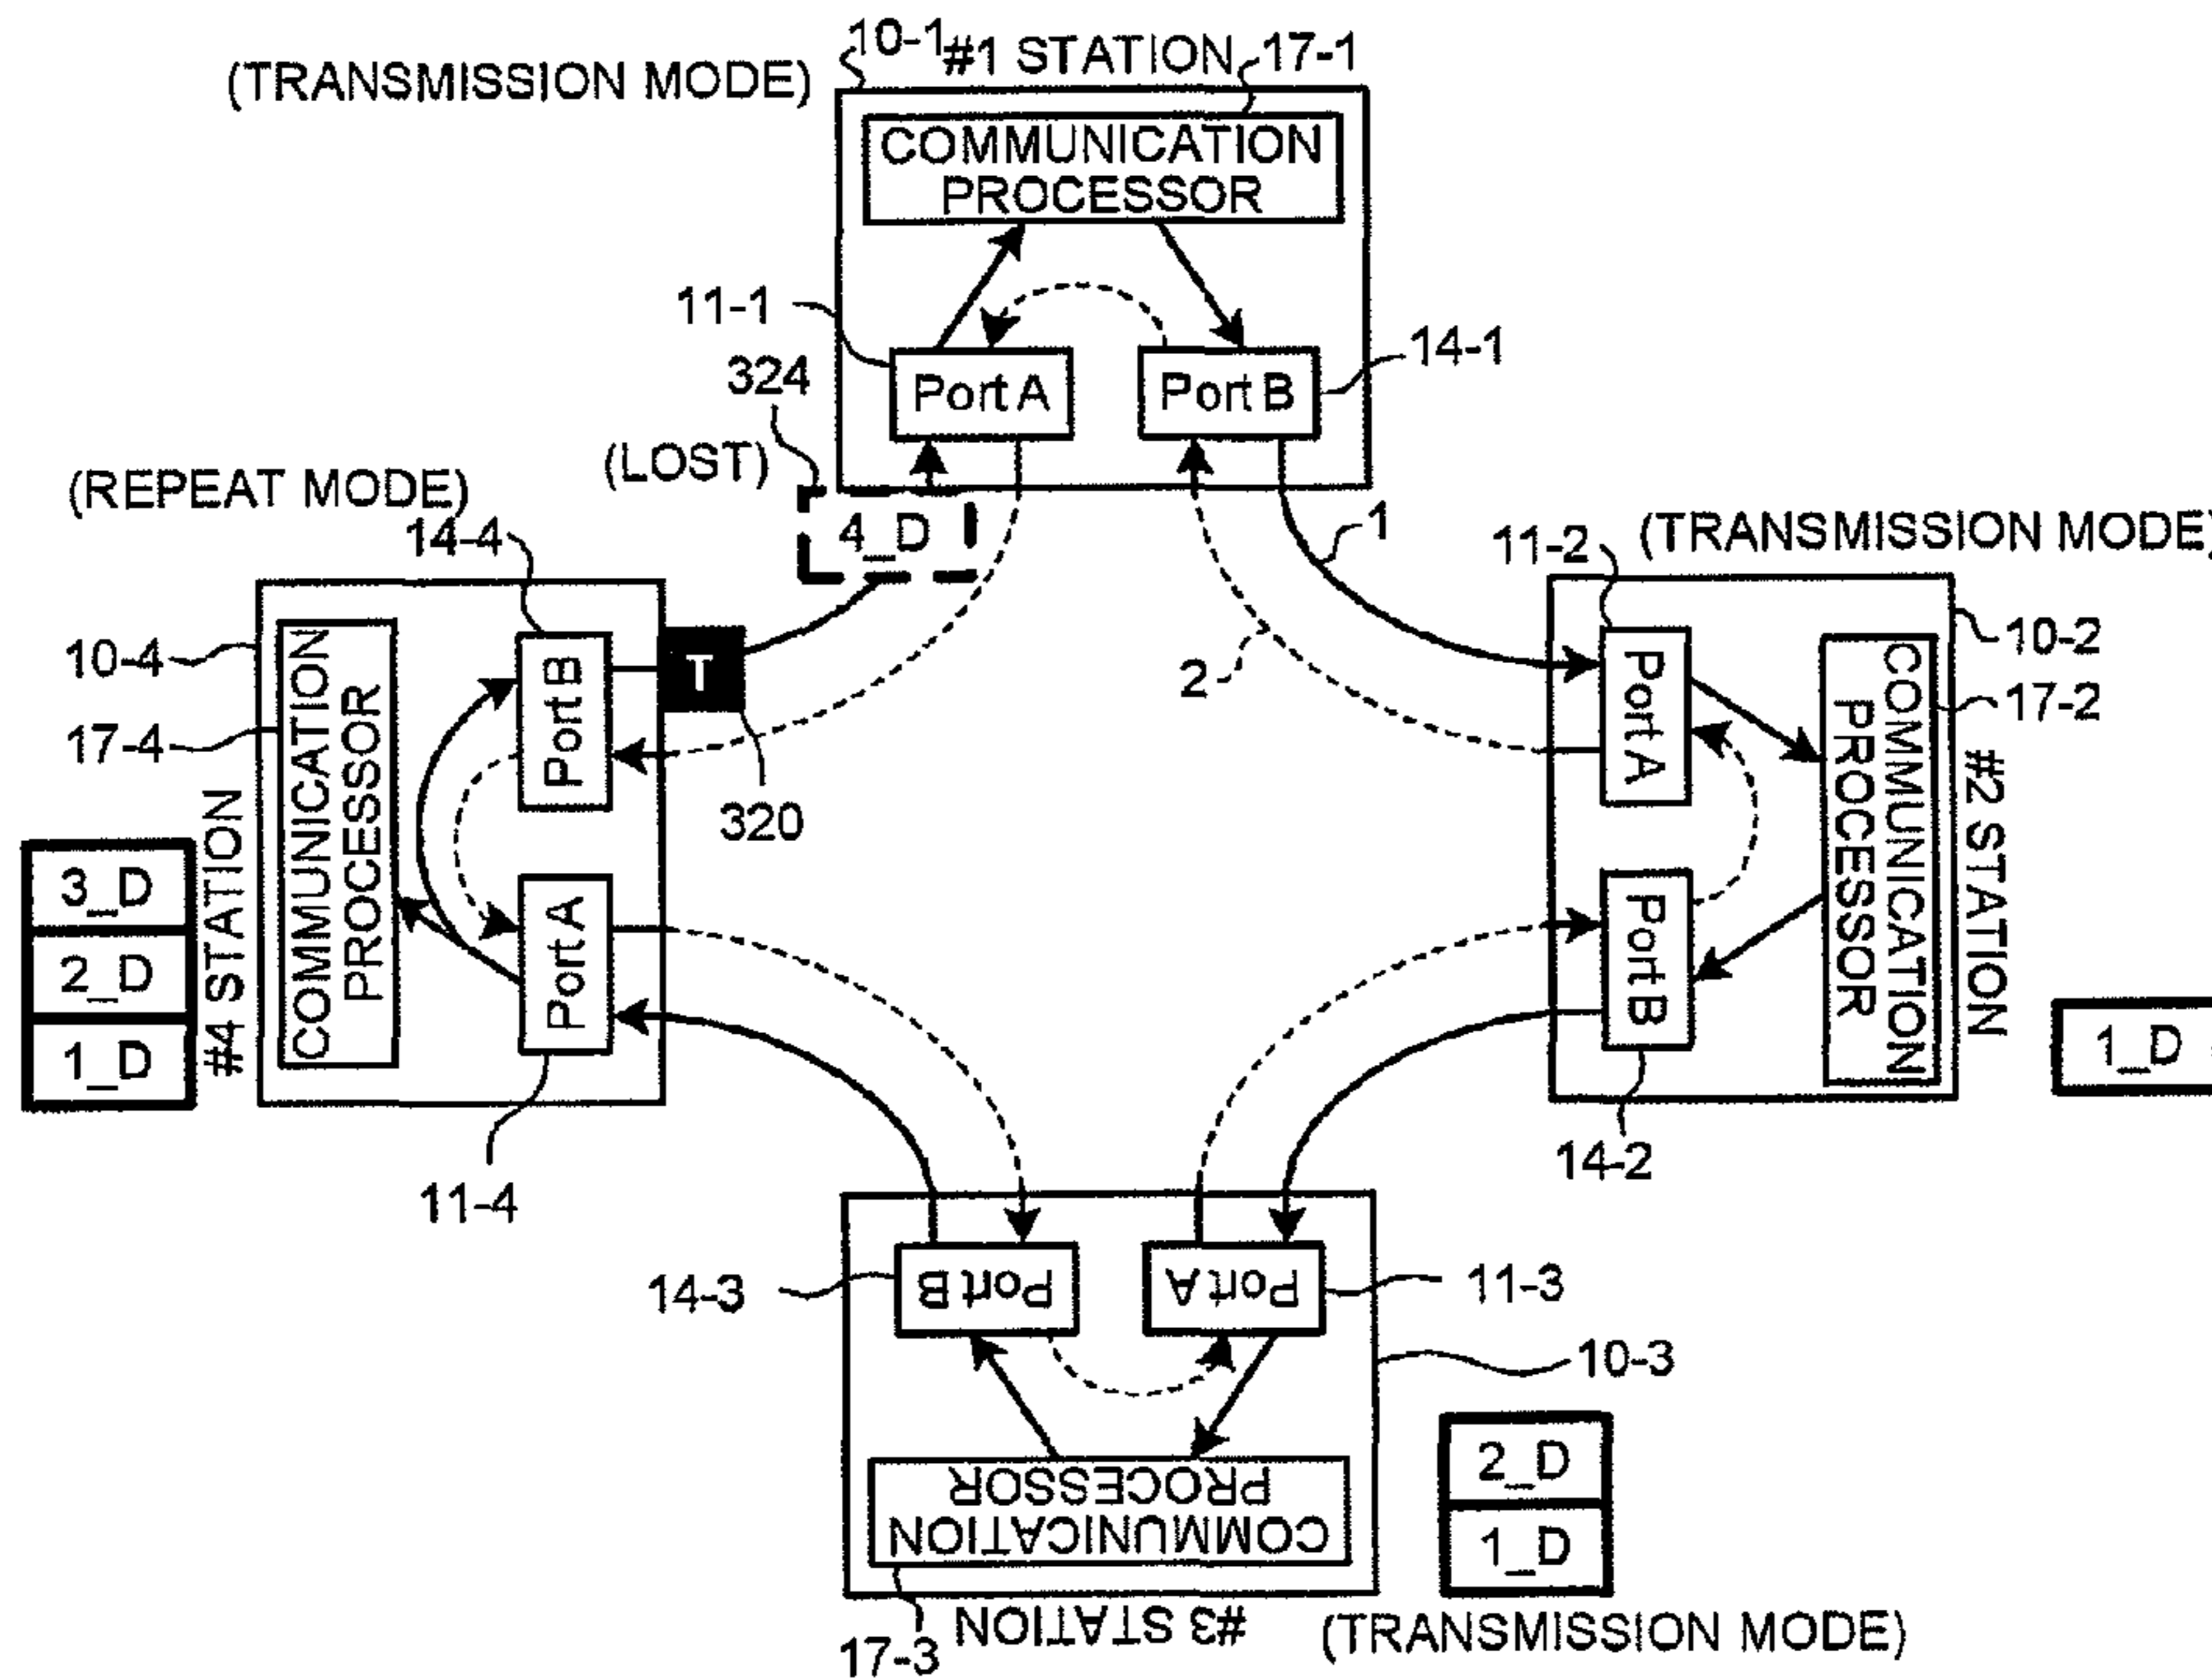 10-1
#1 STATION
17-1
(TRANSMISSION MODE)
COMMUNICATION
PROCESSOR
11-1
14-1
Port A
Port B
324
(LOST)
4_D
(REPEAT MODE)
14-4
1
11-2
(TRANSMISSION MODE)
10-4
17-4
COMMUNICATION
PROCESSOR
Port B
T
320
2
Port A
COMMUNICATION
PROCESSOR
10-2
17-2
#2 STATION
3_D
2_D
1_D
#4 STATION
Port A
11-4
Port B
14-2
1_D
14-3
Port B
Port A
11-3
10-3
PROCESSOR
COMMUNICATION
2_D
1_D
17-3
#3 STATION
(TRANSMISSION MODE)